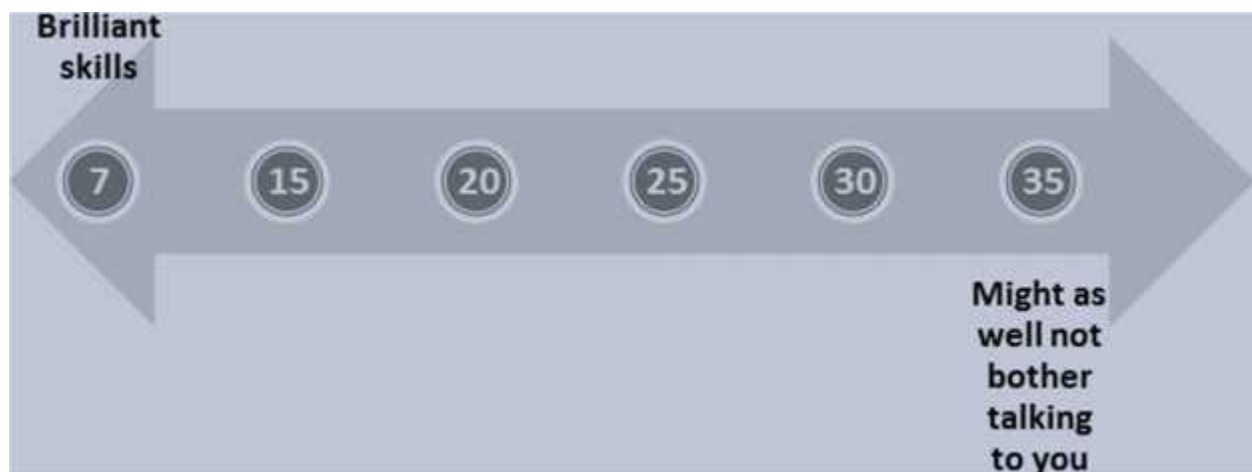 Brilliant
skills
7 15 20 25 30 35
Might as
well not
bother
talking
to you